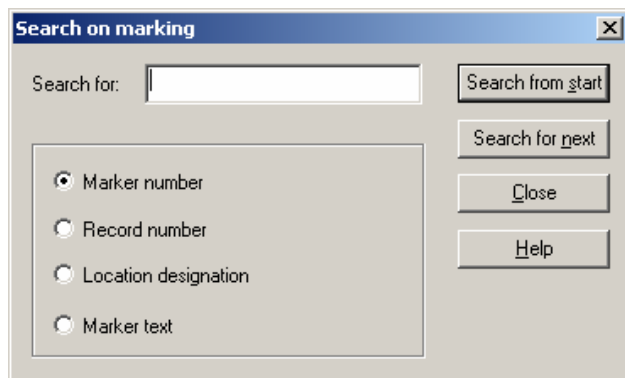 Search on marking
Search for:
Search from start
Search for next
Marker number
Close
Record number
Help
Location designation
Marker text